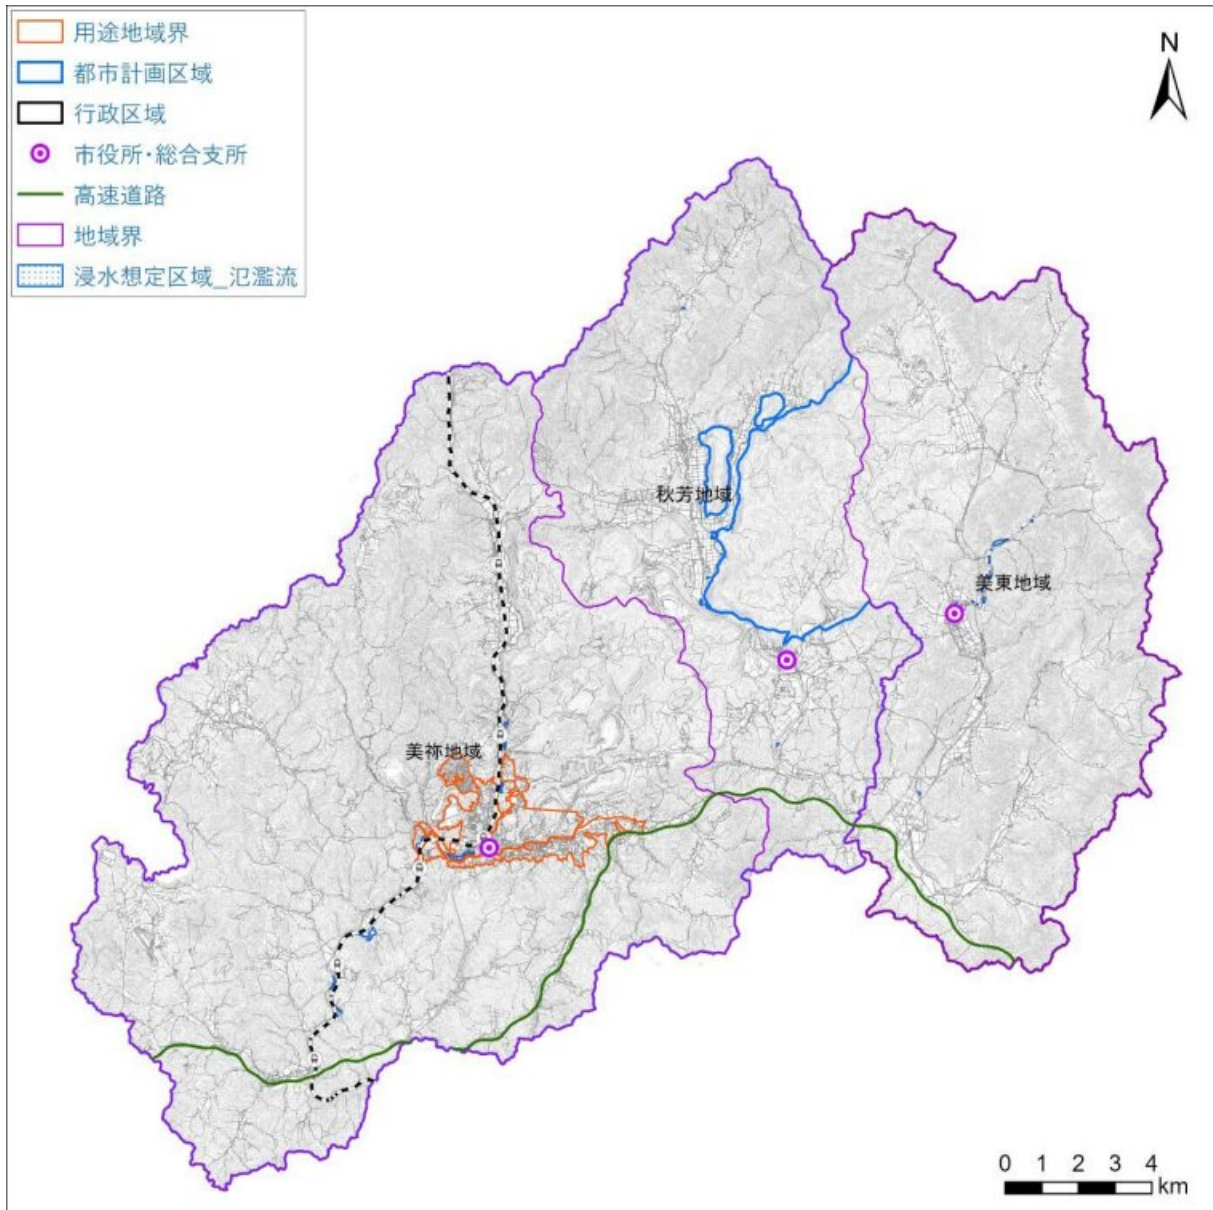 用途地域界
都市計画区域
行政区域
市役所・総合支所
高速道路
地域界
浸水想定区域_氾濫流
N
秋芳地域
美東地域
美祢地域
0 1 2 3 4
km